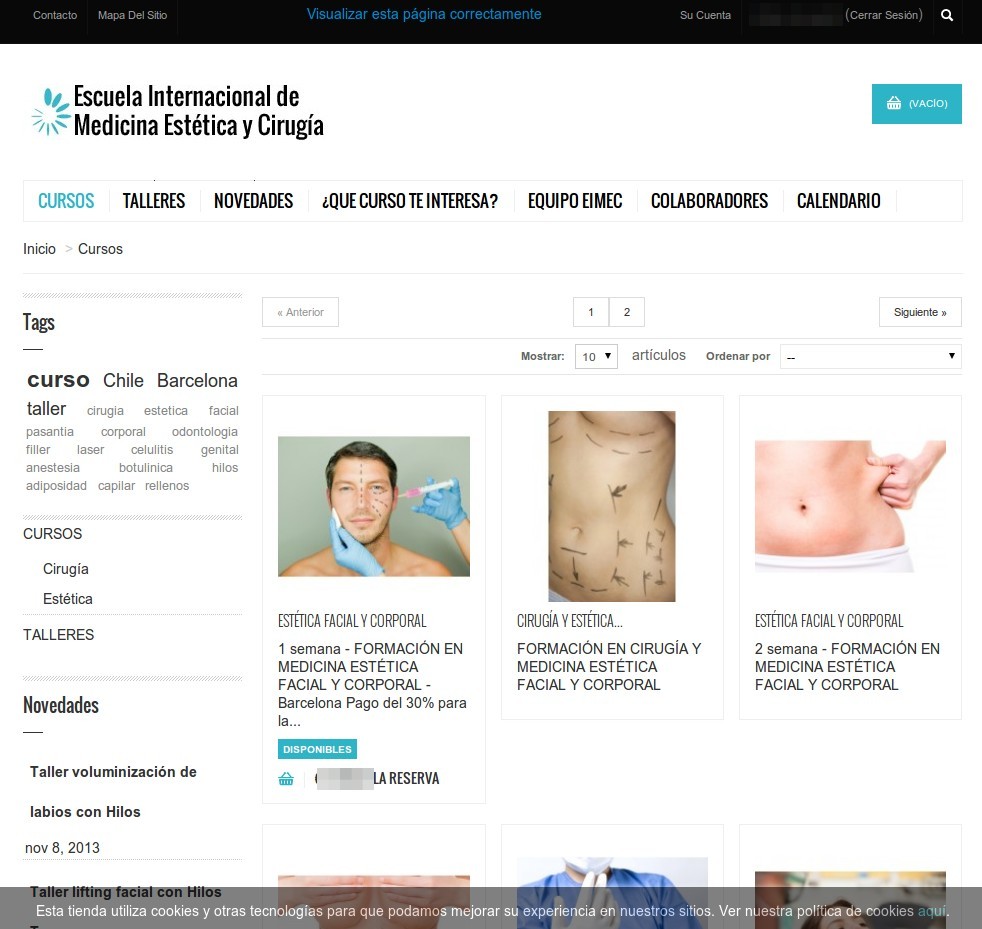 Contacto Mapa Del Sitio Visualizar esta página correctamente Su Cuenta (Cerrar Sesión)
Escuela Internacional de
Medicina Estética y Cirugía
(VACÍO)
CURSOS TALLERES NOVEDADES ¿QUE CURSO TE INTERESA? EQUIPO EIMEC COLABORADORES CALENDARIO
Inicio > Cursos
Tags
curso Chile Barcelona
taller cirugia estetica facial
pasantia corporal odontologia
filler laser celulitis genital
anestesia botulinica hilos
adiposidad capilar rellenos
CURSOS
Cirugía
Estética
TALLERES
Novedades
Taller voluminización de
labios con Hilos
nov 8, 2013
Taller lifting facial con Hilos
« Anterior 1 2 Siguiente »
Mostrar: 10 artículos Ordenar por --
ESTÉTICA FACIAL Y CORPORAL
1 semana - FORMACIÓN EN
MEDICINA ESTÉTICA
FACIAL Y CORPORAL -
Barcelona Pago del 30% para
la...
DISPONIBLES
LA RESERVA
CIRUGÍA Y ESTÉTICA...
FORMACIÓN EN CIRUGÍA Y
MEDICINA ESTÉTICA
FACIAL Y CORPORAL
ESTÉTICA FACIAL Y CORPORAL
2 semana - FORMACIÓN EN
MEDICINA ESTÉTICA
FACIAL Y CORPORAL
Esta tienda utiliza cookies y otras tecnologías para que podamos mejorar su experiencia en nuestros sitios. Ver nuestra política de cookies aquí.